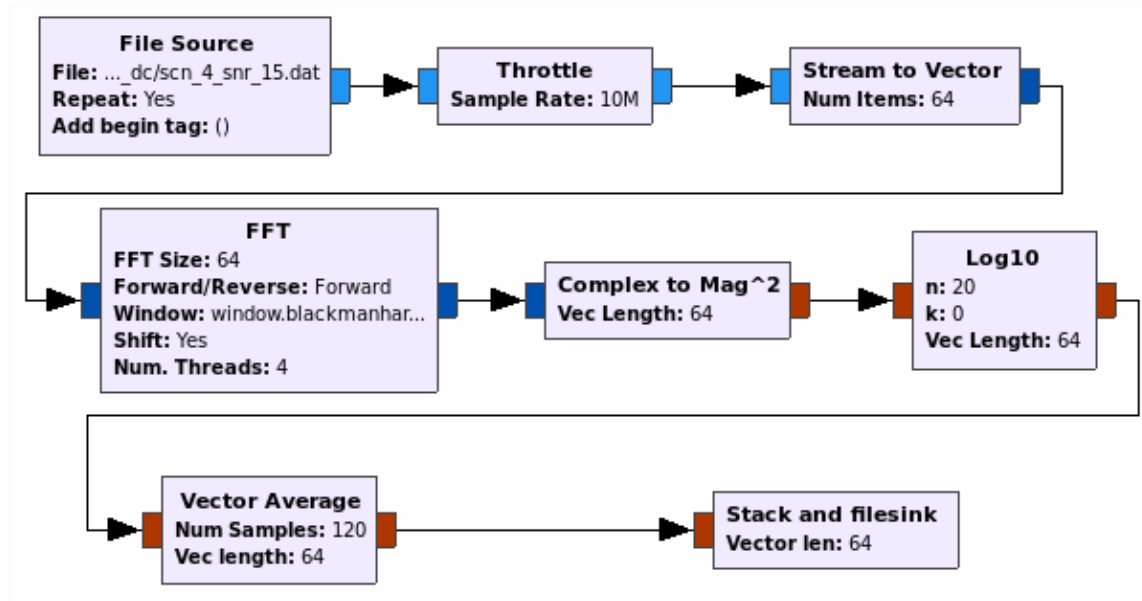 File Source
File: ..._dc/scn_4_snr_15.dat
Repeat: Yes
Add begin tag: ()
Throttle
Sample Rate: 10M
Stream to Vector
Num Items: 64
FFT
FFT Size: 64
Forward/Reverse: Forward
Window: window.blackmanhar...
Shift: Yes
Num. Threads: 4
Complex to Mag^2
Vec Length: 64
Log10
n: 20
k: 0
Vec Length: 64
Vector Average
Num Samples: 120
Vec length: 64
Stack and filesink
Vector len: 64